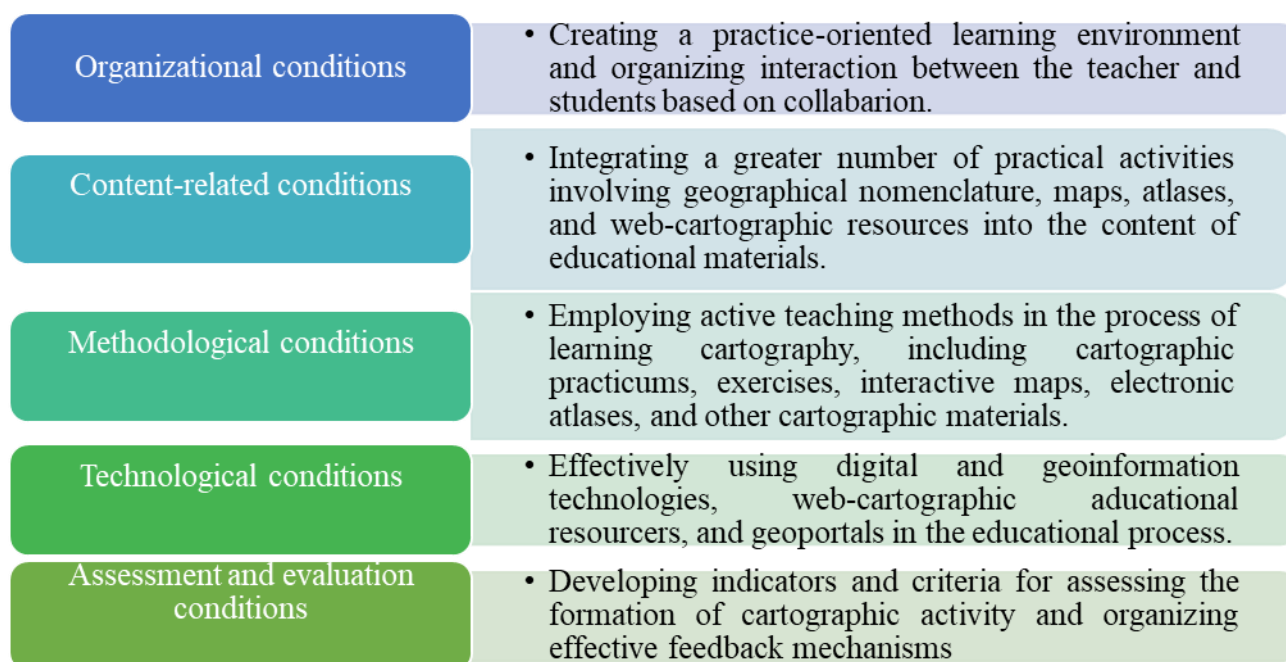 Organizational conditions
• Creating a practice-oriented learning environment
and organizing interaction between the teacher and
students based on collabarion.
Content-related conditions
• Integrating a greater number of practical activities
involving geographical nomenclature, maps, atlases,
and web-cartographic resources into the content of
educational materials.
Methodological conditions
• Employing active teaching methods in the process of
learning cartography, including cartographic
practicums, exercises, interactive maps, electronic
atlases, and other cartographic materials.
Technological conditions
• Effectively using digital and geoinformation
technologies, web-cartographic aducational
resourcers, and geoportals in the educational process.
Assessment and evaluation
conditions
• Developing indicators and criteria for assessing the
formation of cartographic activity and organizing
effective feedback mechanisms